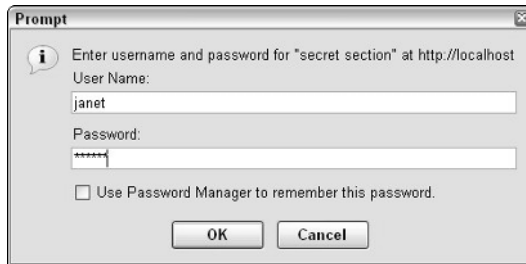 Prompt
Enter username and password for "secret section" at http://localhost
User Name:
janet
Password:
******
Use Password Manager to remember this password.
OK Cancel